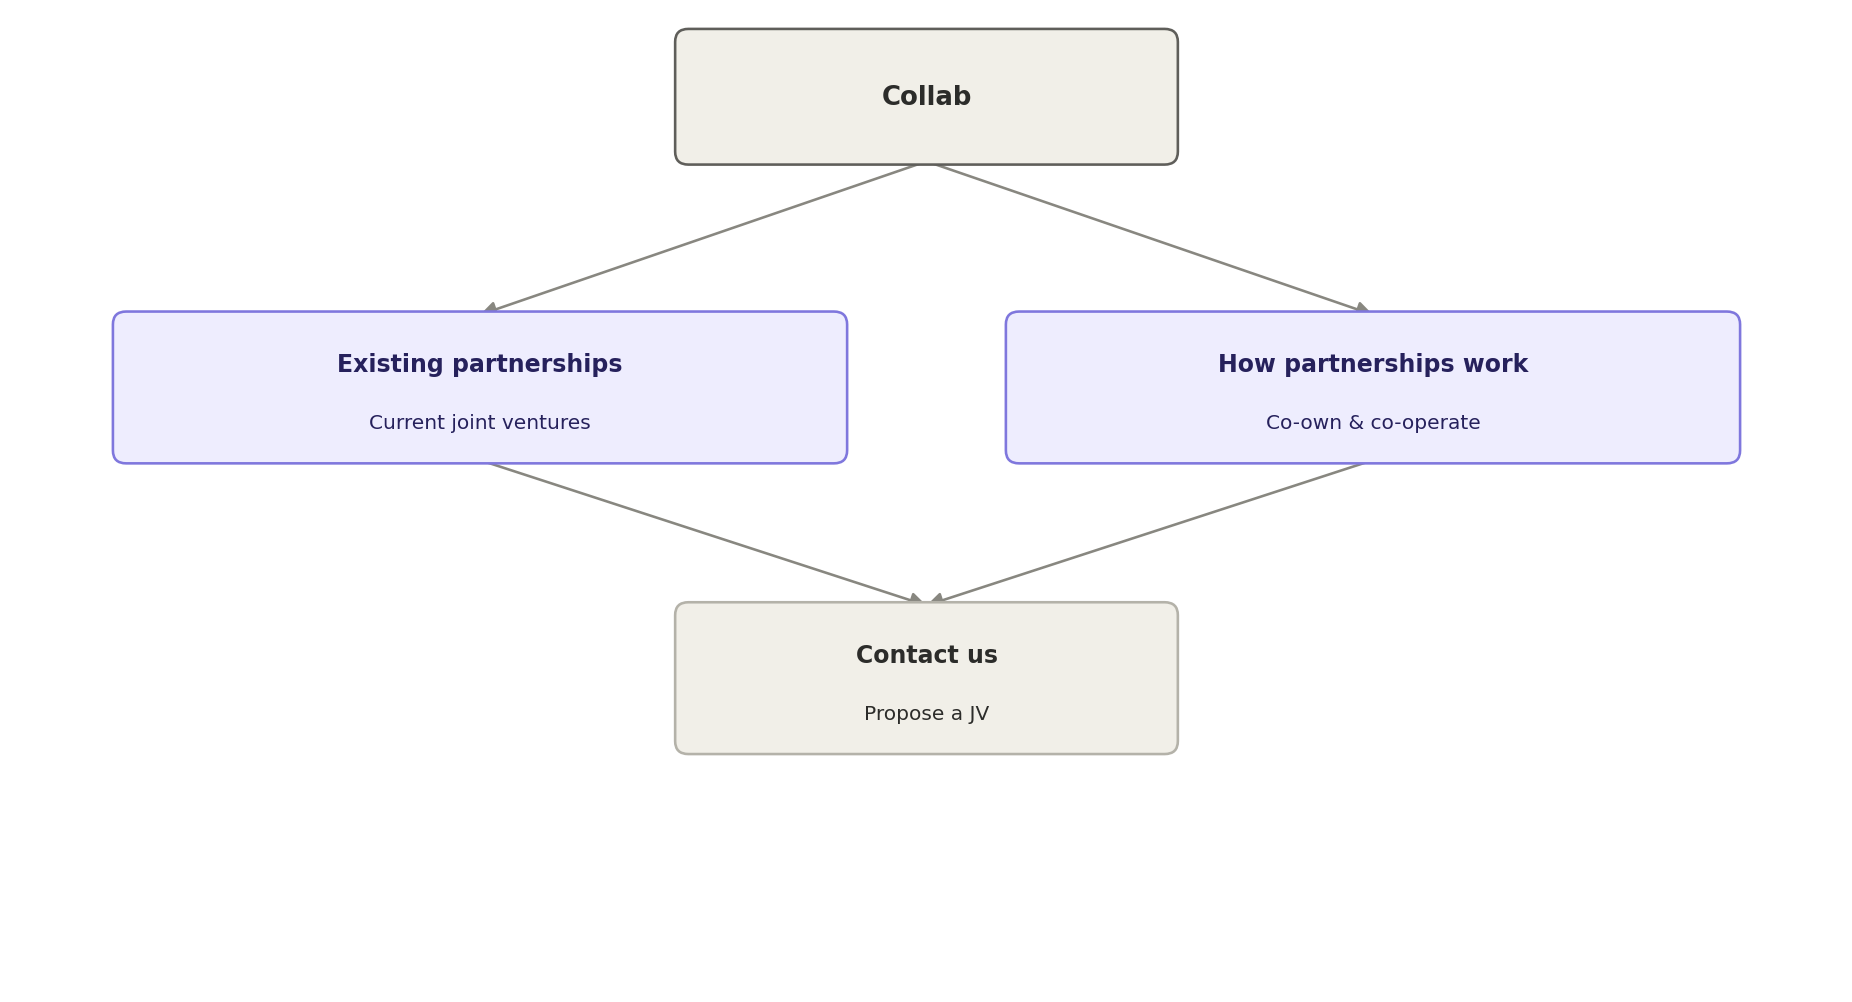 Collab
Existing partnerships
Current joint ventures
How partnerships work
Co-own & co-operate
Contact us
Propose a JV